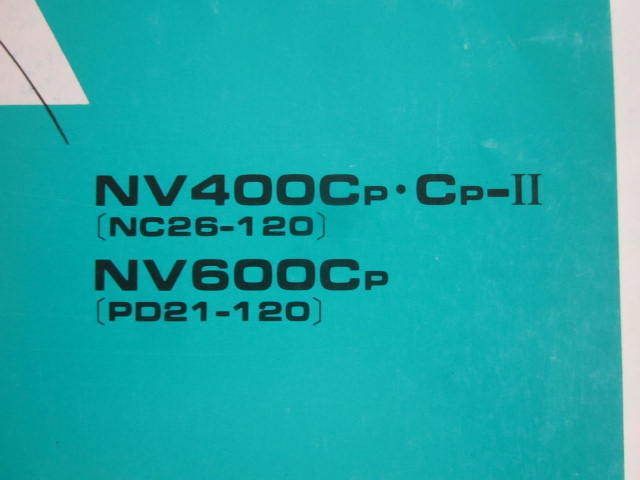 NV400CP・CP-II
〔NC26-120〕
NV600CP
〔PD21-120〕